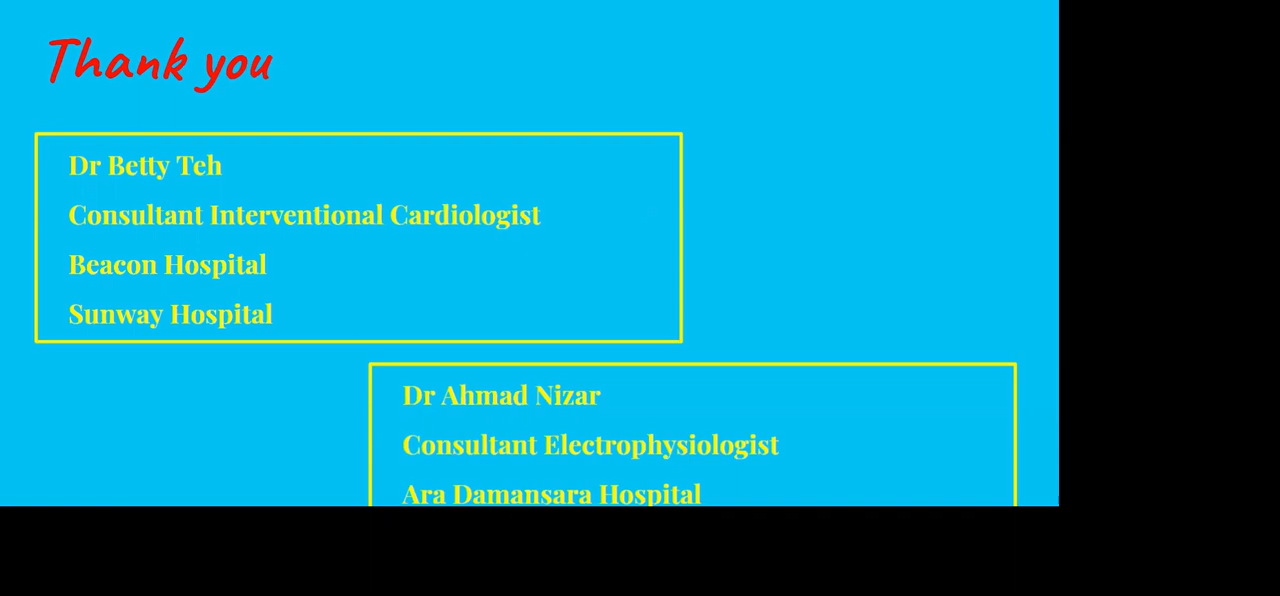 Thank you
Dr Betty Teh
Consultant Interventional Cardiologist
Beacon Hospital
Sunway Hospital
Dr Ahmad Nizar
Consultant Electrophysiologist
Ara Damansara Hospital